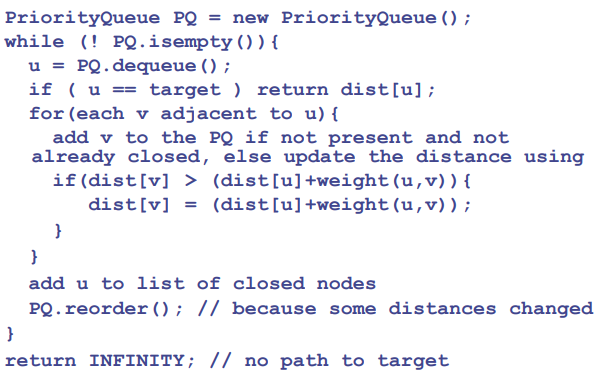 PriorityQueue PQ = new PriorityQueue();
while (! PQ.isempty()){
  u = PQ.dequeue();
  if ( u == target ) return dist[u];
  for(each v adjacent to u){
    add v to the PQ if not present and not
  already closed, else update the distance using
    if(dist[v] > (dist[u]+weight(u,v)){
       dist[v] = (dist[u]+weight(u,v));
    }
  }
  add u to list of closed nodes
  PQ.reorder(); // because some distances changed
}
return INFINITY; // no path to target